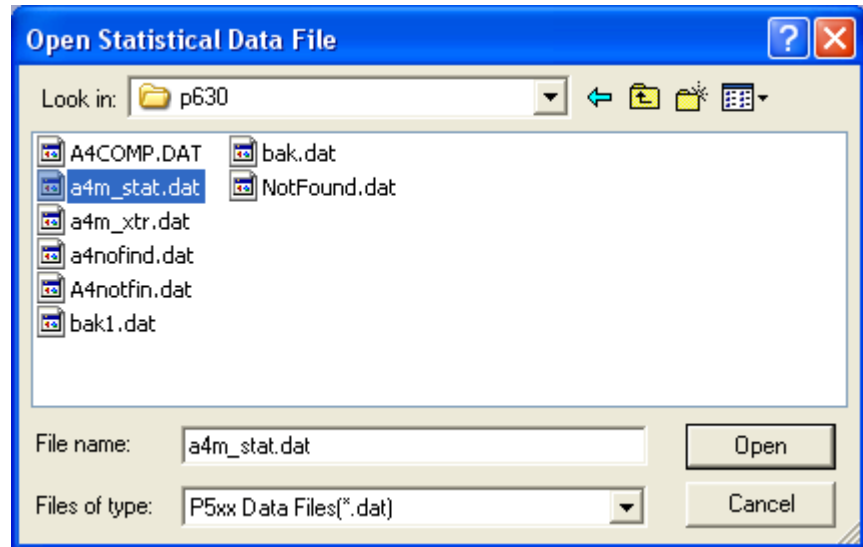 Open Statistical Data File ?
Look in: p630
A4COMP.DAT bak.dat
a4m_stat.dat NotFound.dat
a4m_xtr.dat
a4nofind.dat
A4notfin.dat
bak1.dat
File name: a4m_stat.dat Open
Files of type: P5xx Data Files(*.dat) Cancel